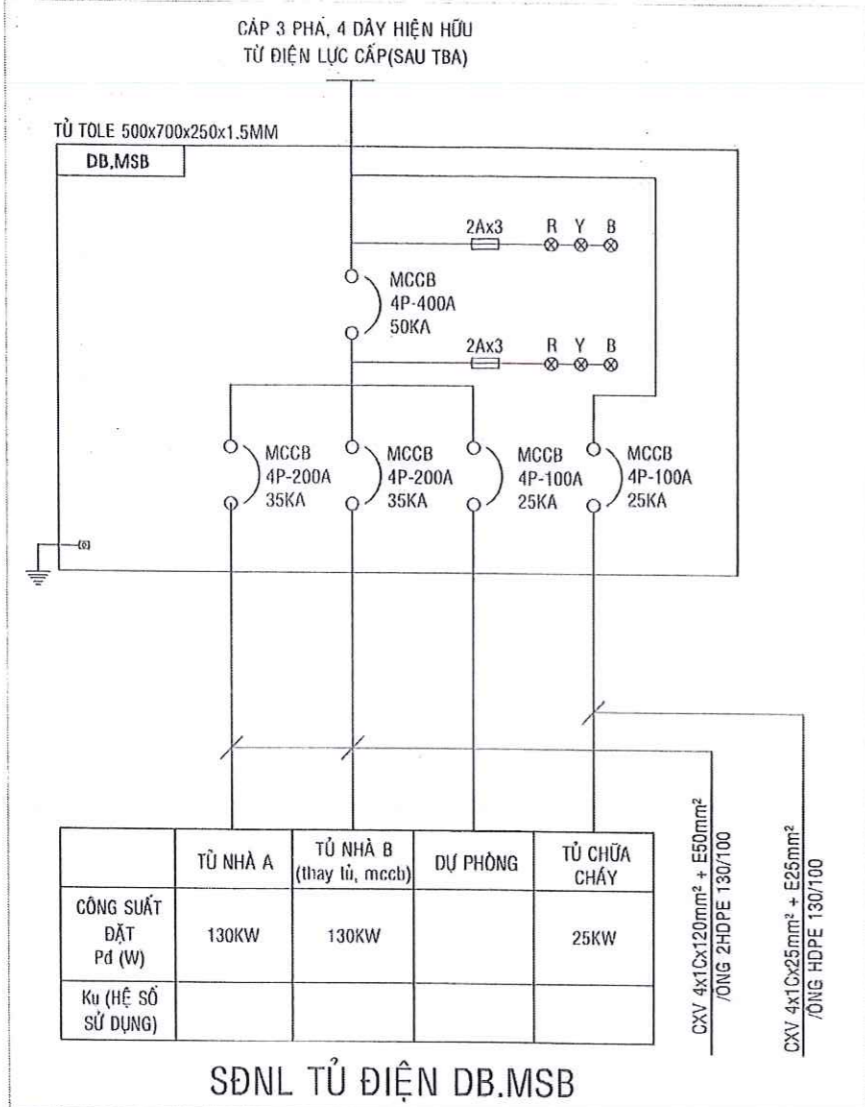 CÁP 3 PHA, 4 DÂY HIỆN HỮU
TỪ ĐIỆN LỰC CẤP(SAU TBA)
TỦ TOLE 500x700x250x1.5MM
DB.MSB
2Ax3 R Y B
MCCB
4P-400A
50KA
2Ax3 R Y B
MCCB
4P-200A
35KA
MCCB
4P-200A
35KA
MCCB
4P-100A
25KA
MCCB
4P-100A
25KA
CXV 4x1Cx120mm² + E50mm²
/ỐNG 2HDPE 130/100
CXV 4x1Cx25mm² + E25mm²
/ỐNG HDPE 130/100
TỦ NHÀ A
TỦ NHÀ B
(thay tủ, mccb)
DỰ PHÒNG
TỦ CHỮA
CHÁY
CÔNG SUẤT
ĐẶT
Pđ (W)
130KW
130KW
25KW
Ku (HỆ SỐ
SỬ DỤNG)
SĐNL TỦ ĐIỆN DB.MSB